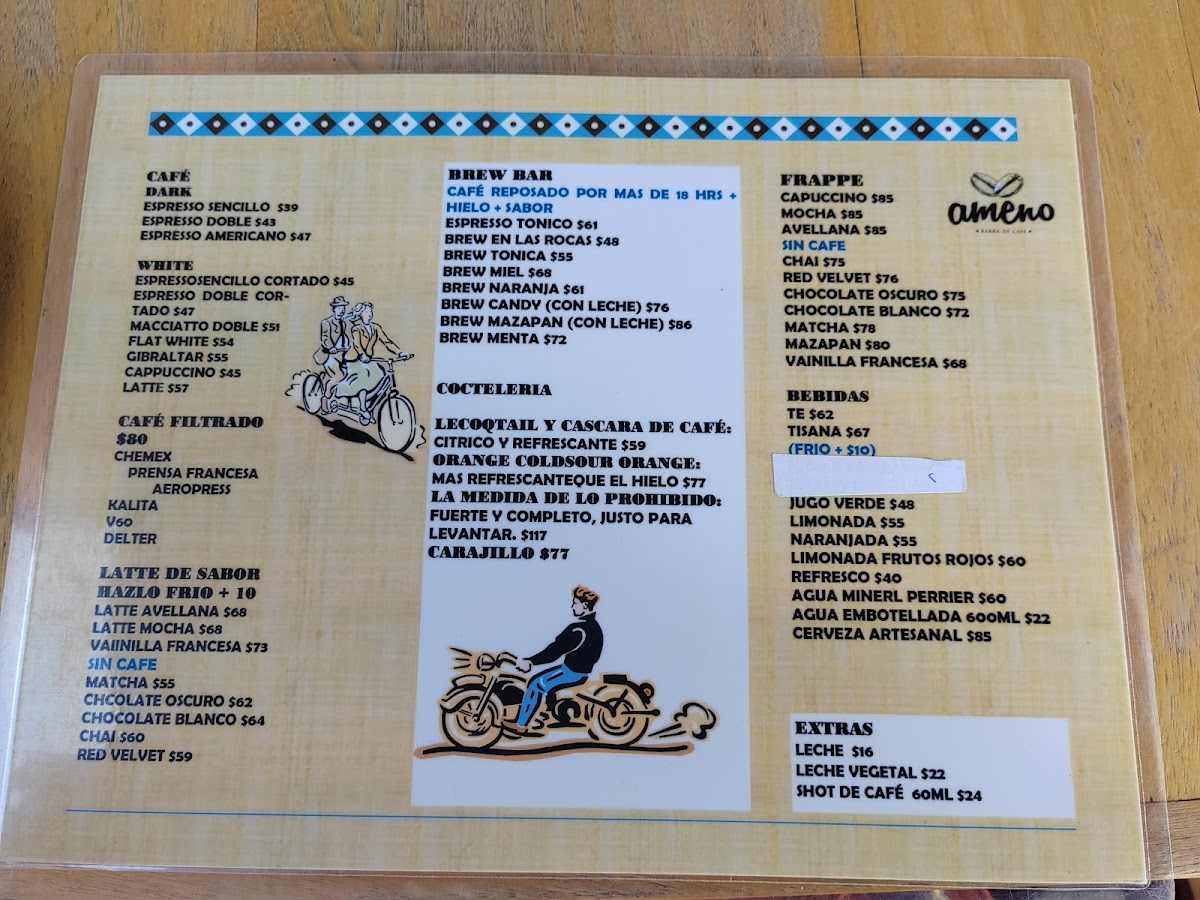 CAFÉ
DARK
ESPRESSO SENCILLO $39
ESPRESSO DOBLE $43
ESPRESSO AMERICANO $47
WHITE
ESPRESSOSENCILLO CORTADO $45
ESPRESSO DOBLE COR-
TADO $47
MACCIATTO DOBLE $51
FLAT WHITE $54
GIBRALTAR $55
CAPPUCCINO $45
LATTE $57
CAFÉ FILTRADO
$80
CHEMEX
PRENSA FRANCESA
AEROPRESS
KALITA
V60
DELTER
LATTE DE SABOR
HAZLO FRIO + 10
LATTE AVELLANA $68
LATTE MOCHA $68
VAIINILLA FRANCESA $73
SIN CAFE
MATCHA $55
CHCOLATE OSCURO $62
CHOCOLATE BLANCO $64
CHAI $60
RED VELVET $59
BREW BAR
CAFÉ REPOSADO POR MAS DE 18 HRS +
HIELO + SABOR
ESPRESSO TONICO $61
BREW EN LAS ROCAS $48
BREW TONICA $55
BREW MIEL $68
BREW NARANJA $61
BREW CANDY (CON LECHE) $76
BREW MAZAPAN (CON LECHE) $86
BREW MENTA $72
COCTELERIA
LECOQTAIL Y CASCARA DE CAFÉ:
CITRICO Y REFRESCANTE $59
ORANGE COLDSOUR ORANGE:
MAS REFRESCANTEQUE EL HIELO $77
LA MEDIDA DE LO PROHIBIDO:
FUERTE Y COMPLETO, JUSTO PARA
LEVANTAR. $117
CARAJILLO $77
FRAPPE
CAPUCCINO $85
MOCHA $85
AVELLANA $85
SIN CAFE
CHAI $75
RED VELVET $76
CHOCOLATE OSCURO $75
CHOCOLATE BLANCO $72
MATCHA $78
MAZAPAN $80
VAINILLA FRANCESA $68
ameno
BARRA DE CAFÉ
BEBIDAS
TE $62
TISANA $67
(FRIO + $10)
JUGO VERDE $48
LIMONADA $55
NARANJADA $55
LIMONADA FRUTOS ROJOS $60
REFRESCO $40
AGUA MINERL PERRIER $60
AGUA EMBOTELLADA 600ML $22
CERVEZA ARTESANAL $85
EXTRAS
LECHE $16
LECHE VEGETAL $22
SHOT DE CAFÉ 60ML $24